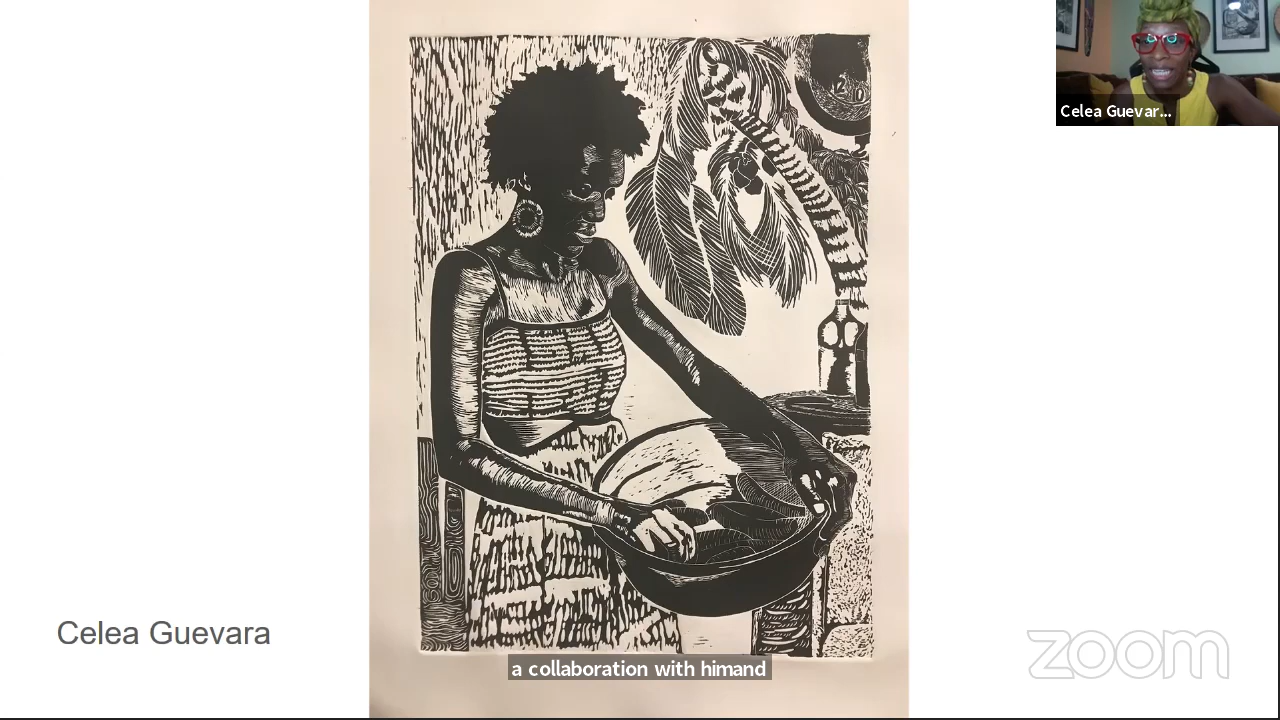 Celea Guevar...
Celea Guevara
a collaboration with himand
zoom